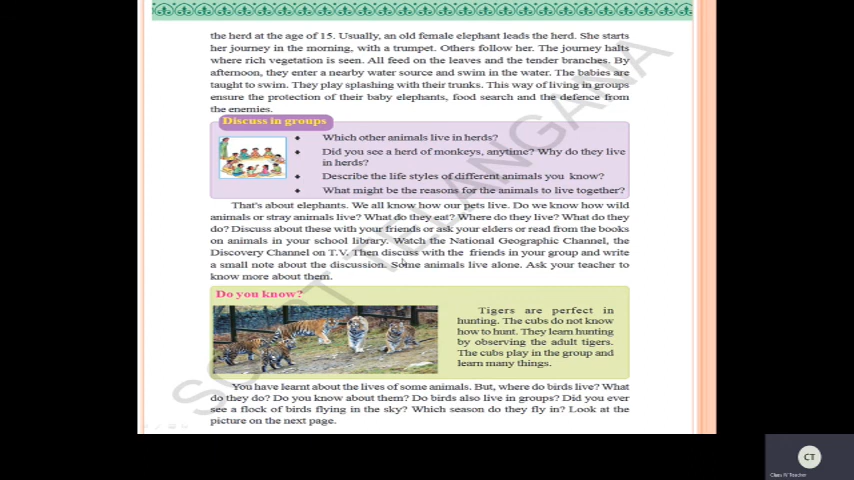 the herd at the age of 15. Usually, an old female elephant leads the herd. She starts
her journey in the morning, with a trumpet. Others follow her. The journey halts
where rich vegetation is seen. All feed on the leaves and the tender branches. By
afternoon, they enter a nearby water source and swim in the water. The babies are
taught to swim. They play splashing with their trunks. This way of living in groups
ensure the protection of their baby elephants, food search and the defence from
the enemies.
Discuss in groups
♦ Which other animals live in herds?
♦ Did you see a herd of monkeys, anytime? Why do they live
in herds?
♦ Describe the life styles of different animals you know?
♦ What might be the reasons for the animals to live together?
That's about elephants. We all know how our pets live. Do we know how wild
animals or stray animals live? What do they eat? Where do they live? What do they
do? Discuss about these with your friends or ask your elders or read from the books
on animals in your school library. Watch the National Geographic Channel, the
Discovery Channel on T.V. Then discuss with the friends in your group and write
a small note about the discussion. Some animals live alone. Ask your teacher to
know more about them.
Do you know?
Tigers are perfect in
hunting. The cubs do not know
how to hunt. They learn hunting
by observing the adult tigers.
The cubs play in the group and
learn many things.
You have learnt about the lives of some animals. But, where do birds live? What
do they do? Do you know about them? Do birds also live in groups? Did you ever
see a flock of birds flying in the sky? Which season do they fly in? Look at the
picture on the next page.
TELANGANA
CT
Class IV Teacher